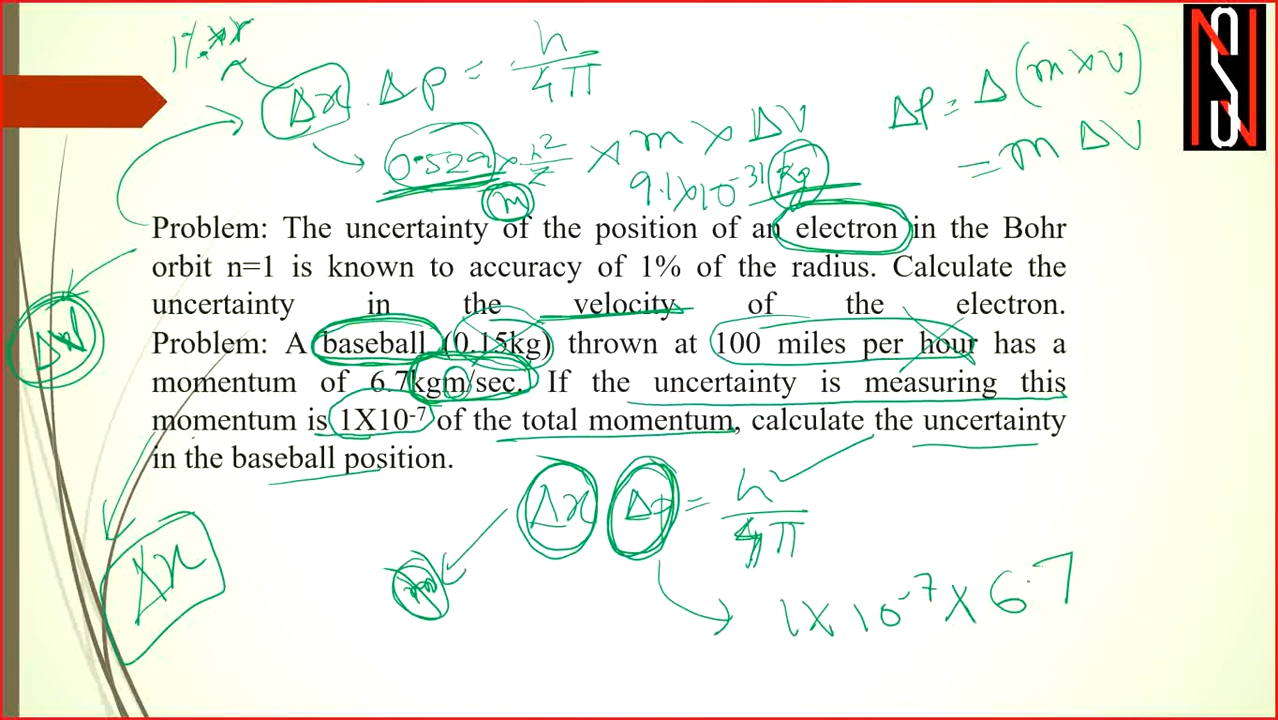 1% × r
Δx . Δp = h/4π
Δp = Δ(m×v)
= m ΔV
0.529 × n²/z × m × ΔV
m 9.1×10⁻³¹ kg
Problem: The uncertainty of the position of an electron in the Bohr
orbit n=1 is known to accuracy of 1% of the radius. Calculate the
uncertainty in the velocity of the electron.
Problem: A baseball (0.15kg) thrown at 100 miles per hour has a
momentum of 6.7kgm/sec. If the uncertainty is measuring this
momentum is 1X10⁻⁷ of the total momentum, calculate the uncertainty
in the baseball position.
Δx Δp = h/4π
Δx
1×10⁻⁷×6.7